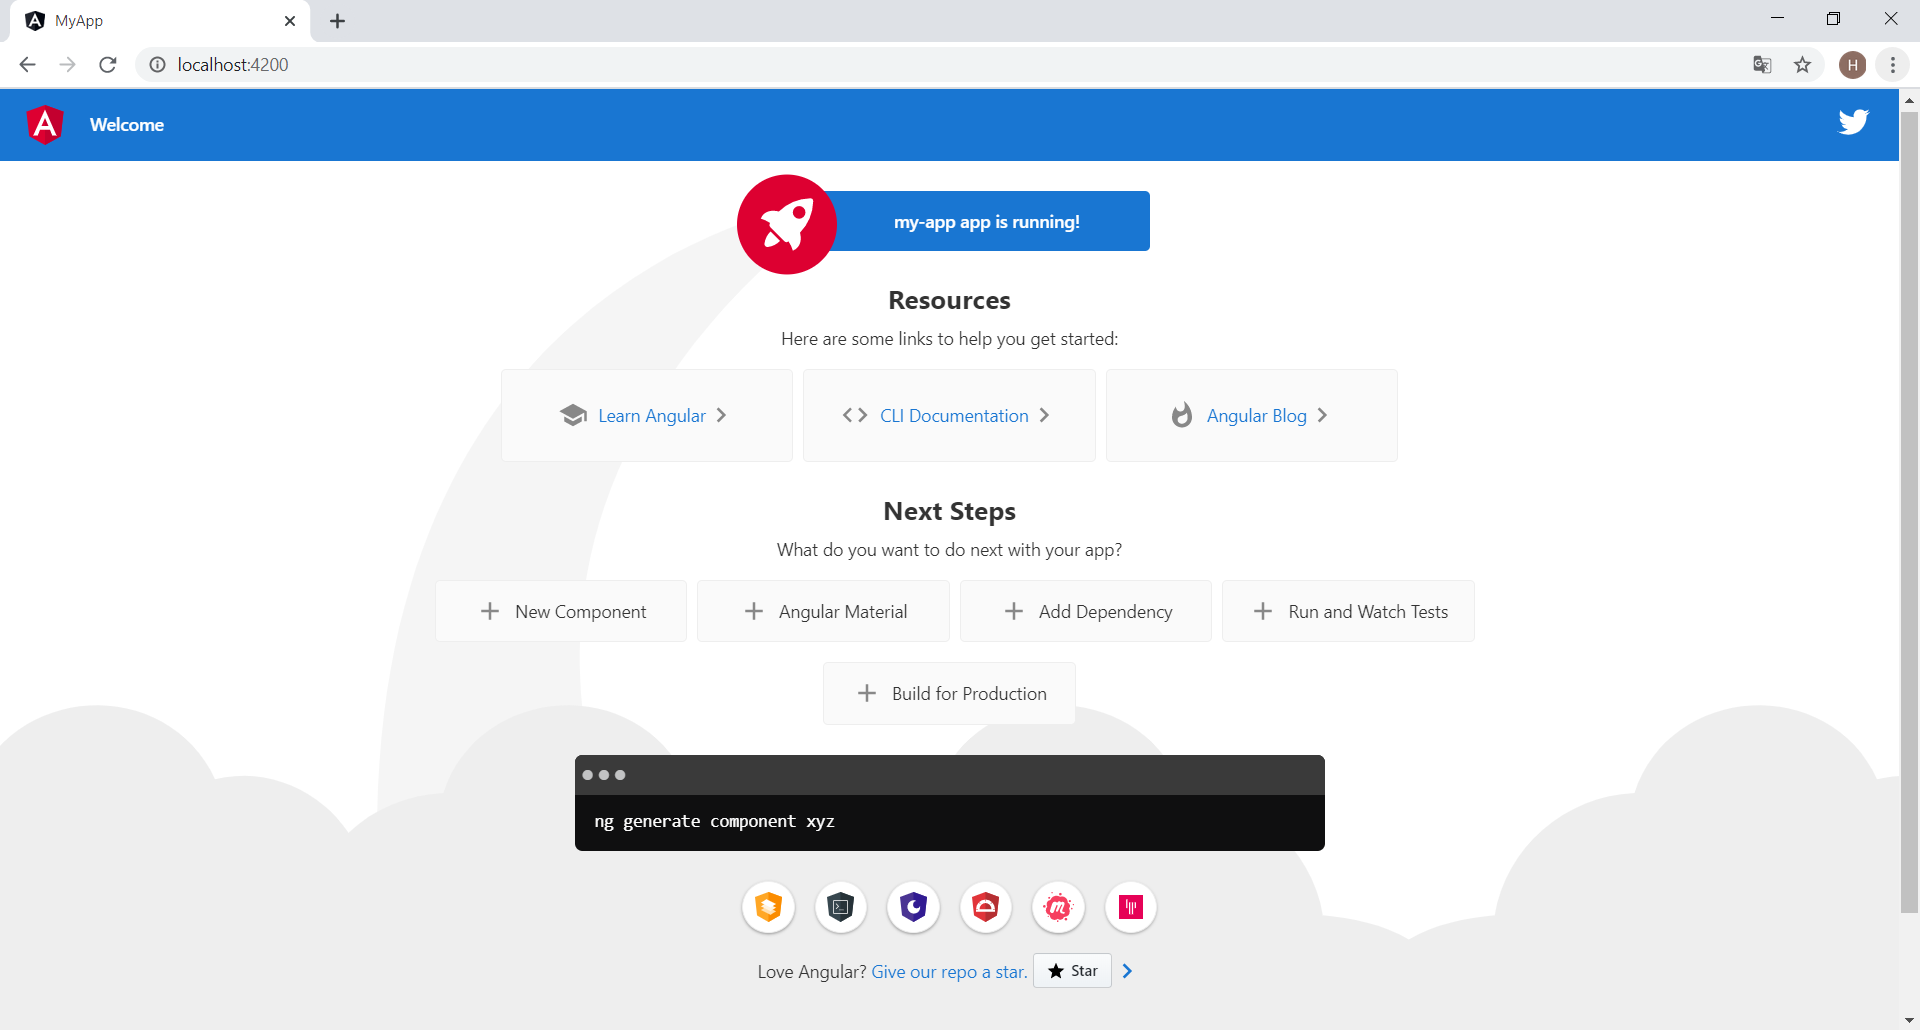 MyApp
localhost:4200
H
Welcome
my-app app is running!
Resources
Here are some links to help you get started:
Learn Angular
CLI Documentation
Angular Blog
Next Steps
What do you want to do next with your app?
New Component
Angular Material
Add Dependency
Run and Watch Tests
Build for Production
ng generate component xyz
Love Angular? Give our repo a star. Star